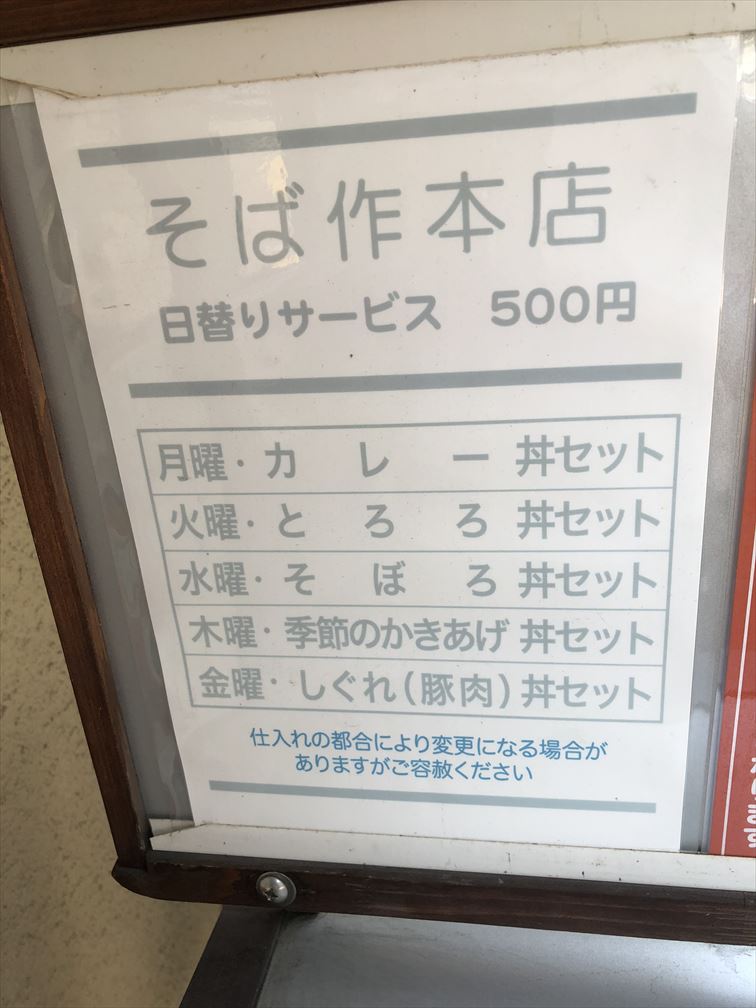 そば作本店
日替りサービス 500円
月曜・カレー丼セット
火曜・とろろ丼セット
水曜・そぼろ丼セット
木曜・季節のかきあげ丼セット
金曜・しぐれ(豚肉)丼セット
仕入れの都合により変更になる場合が
ありますがご容赦ください